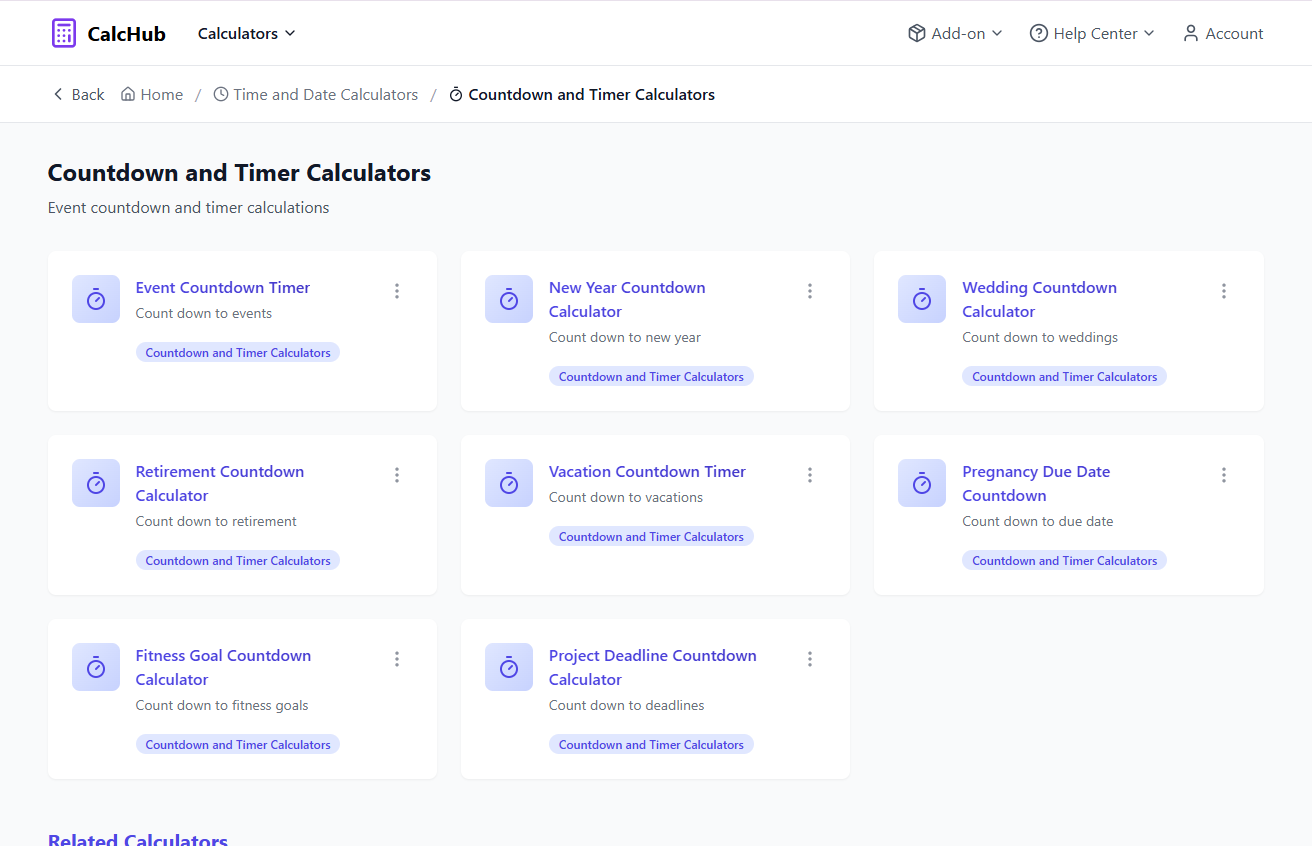 CalcHub Calculators Add-on Help Center Account
Back Home / Time and Date Calculators / Countdown and Timer Calculators
Countdown and Timer Calculators
Event countdown and timer calculations
Event Countdown Timer
Count down to events
Countdown and Timer Calculators
New Year Countdown
Calculator
Count down to new year
Countdown and Timer Calculators
Wedding Countdown
Calculator
Count down to weddings
Countdown and Timer Calculators
Retirement Countdown
Calculator
Count down to retirement
Countdown and Timer Calculators
Vacation Countdown Timer
Count down to vacations
Countdown and Timer Calculators
Pregnancy Due Date
Countdown
Count down to due date
Countdown and Timer Calculators
Fitness Goal Countdown
Calculator
Count down to fitness goals
Countdown and Timer Calculators
Project Deadline Countdown
Calculator
Count down to deadlines
Countdown and Timer Calculators
Related Calculators